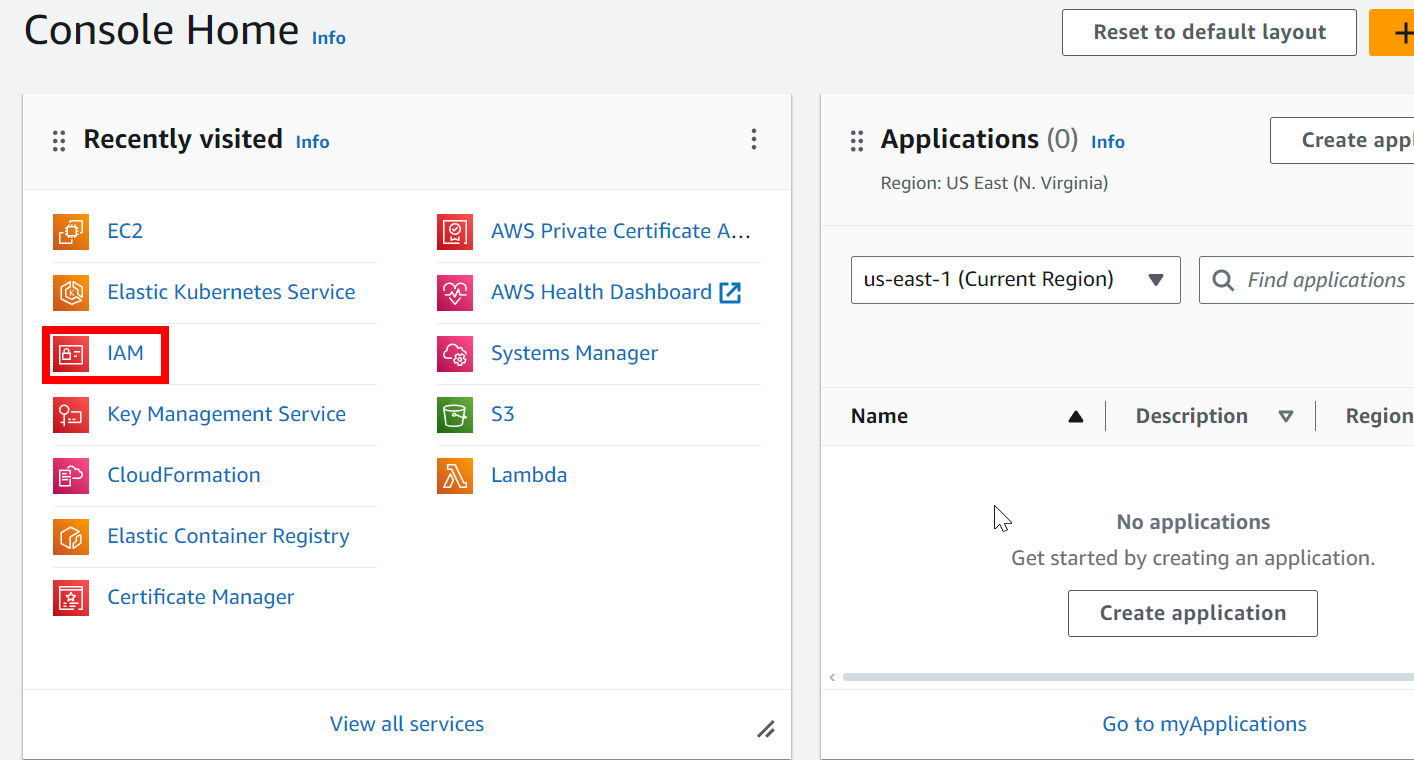 Console Home Info
Reset to default layout
Recently visited Info
EC2
Elastic Kubernetes Service
IAM
Key Management Service
CloudFormation
Elastic Container Registry
Certificate Manager
AWS Private Certificate A...
AWS Health Dashboard
Systems Manager
S3
Lambda
View all services
Applications (0) Info
Create appl
Region: US East (N. Virginia)
us-east-1 (Current Region)
Find applications
Name Description Region
No applications
Get started by creating an application.
Create application
Go to myApplications